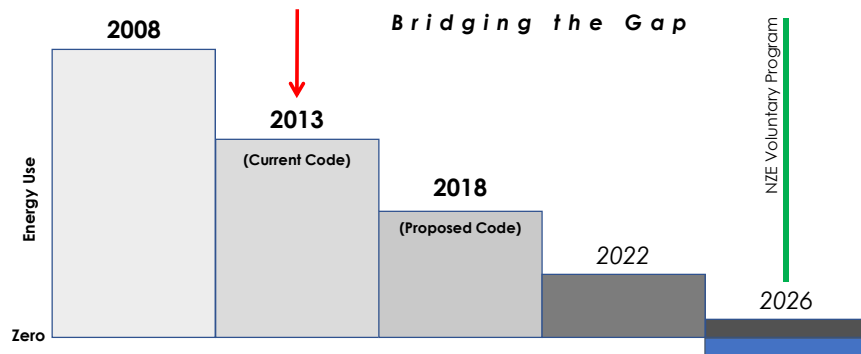 Bridging the Gap
2008
2013
(Current Code)
2018
(Proposed Code)
2022
2026
NZE Voluntary Program
Energy Use
Zero